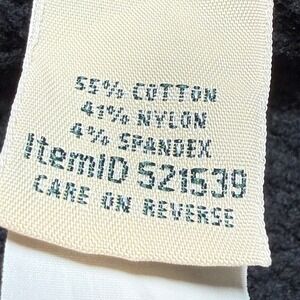 55% COTTON
41% NYLON
4% SPANDEX
ItemID 521539
CARE ON REVERSE